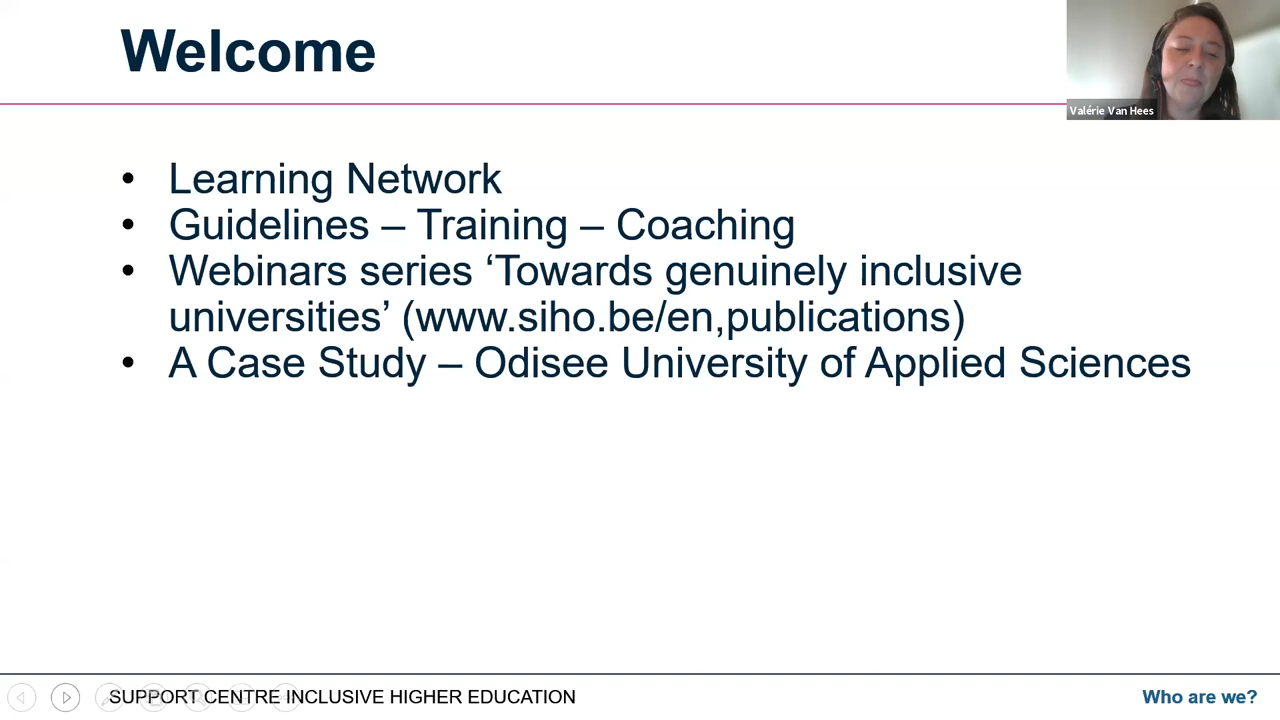 Welcome
Valérie Van Hees
• Learning Network
• Guidelines – Training – Coaching
• Webinars series ‘Towards genuinely inclusive
universities’ (www.siho.be/en,publications)
• A Case Study – Odisee University of Applied Sciences
SUPPORT CENTRE INCLUSIVE HIGHER EDUCATION
Who are we?